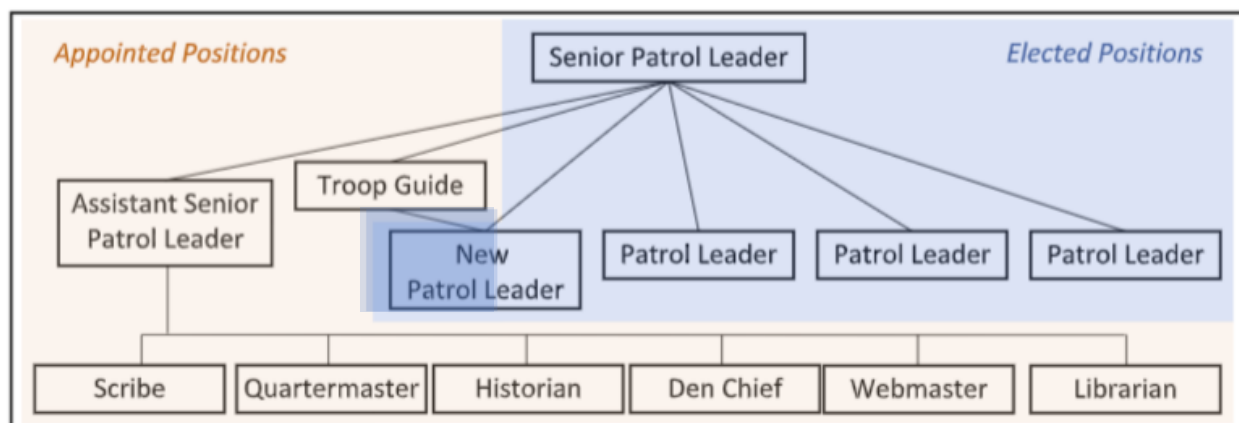 Appointed Positions
Senior Patrol Leader
Elected Positions
Troop Guide
Assistant Senior
Patrol Leader
New
Patrol Leader
Patrol Leader
Patrol Leader
Patrol Leader
Scribe
Quartermaster
Historian
Den Chief
Webmaster
Librarian